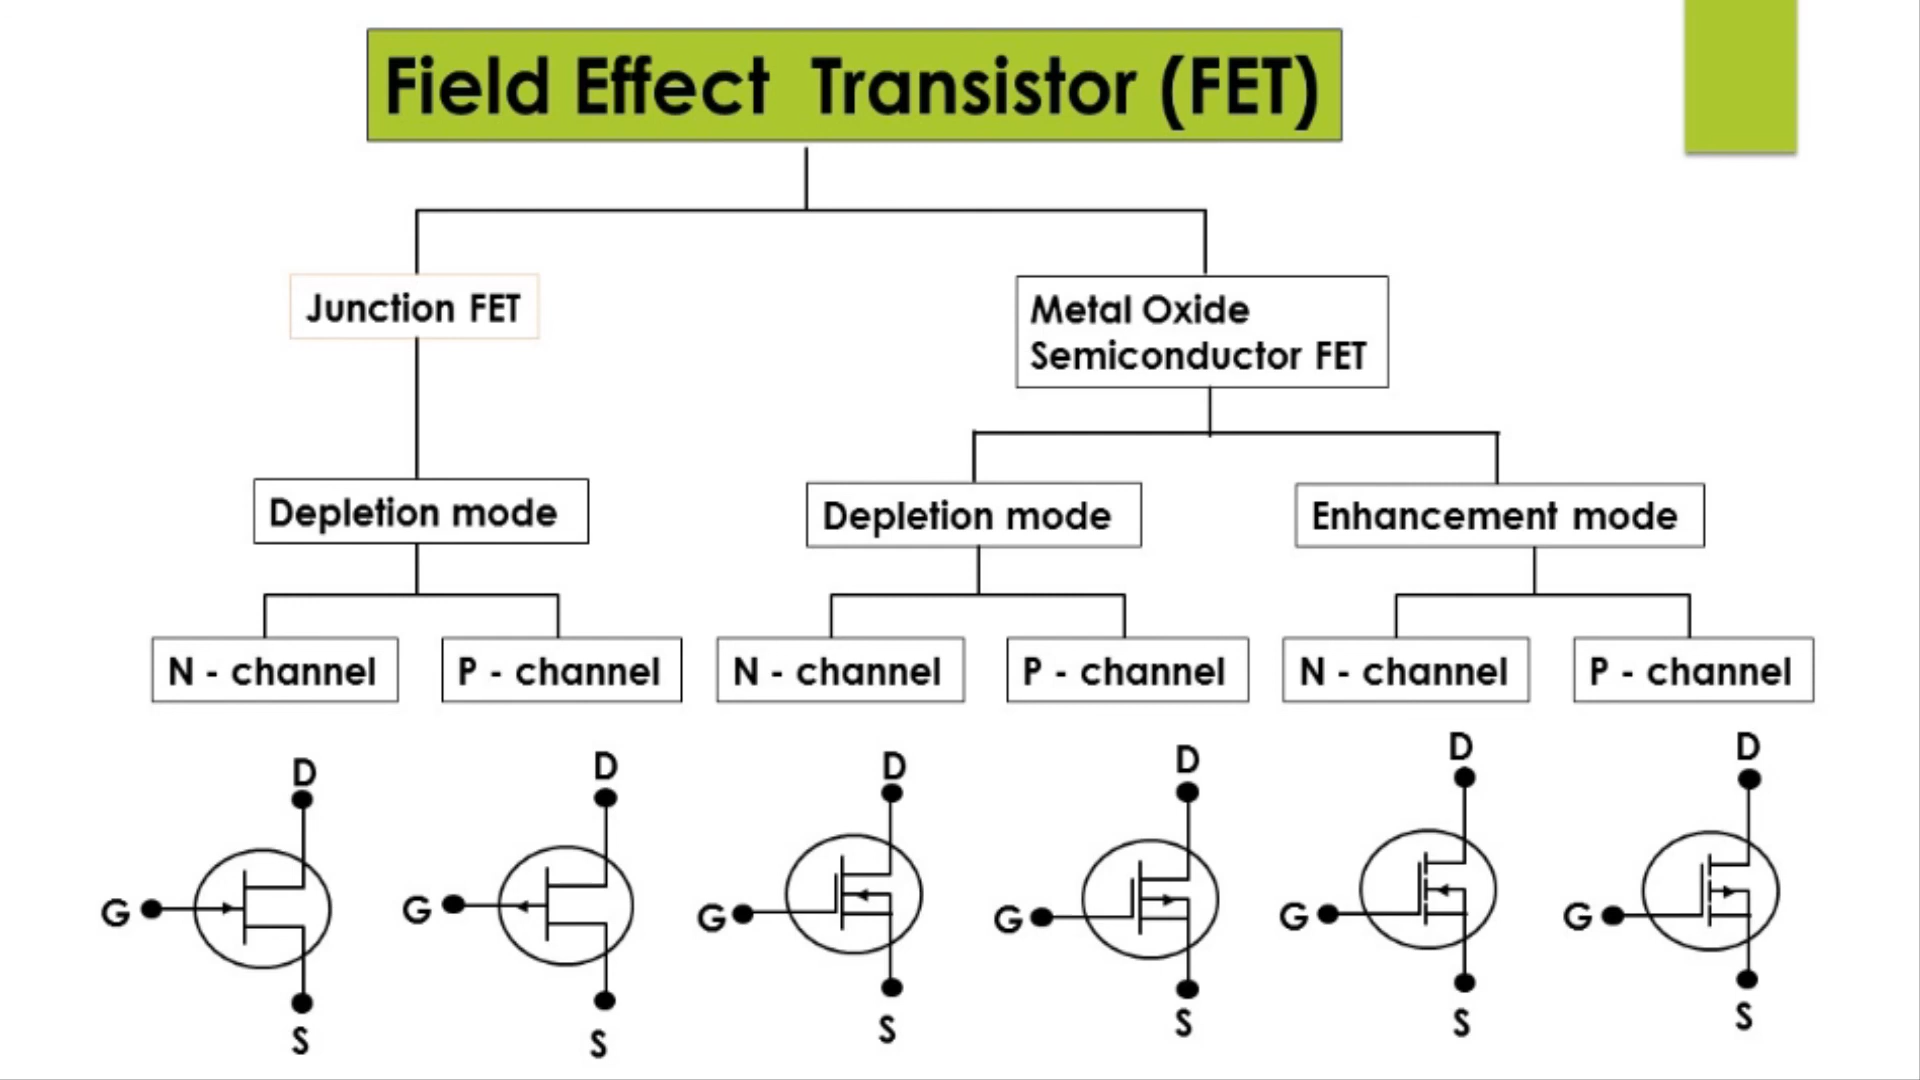 Field Effect Transistor (FET)
Junction FET
Metal Oxide
Semiconductor FET
Depletion mode
Depletion mode
Enhancement mode
N - channel
P - channel
N - channel
P - channel
N - channel
P - channel
D
D
D
D
D
D
G
G
G
G
G
G
S
S
S
S
S
S